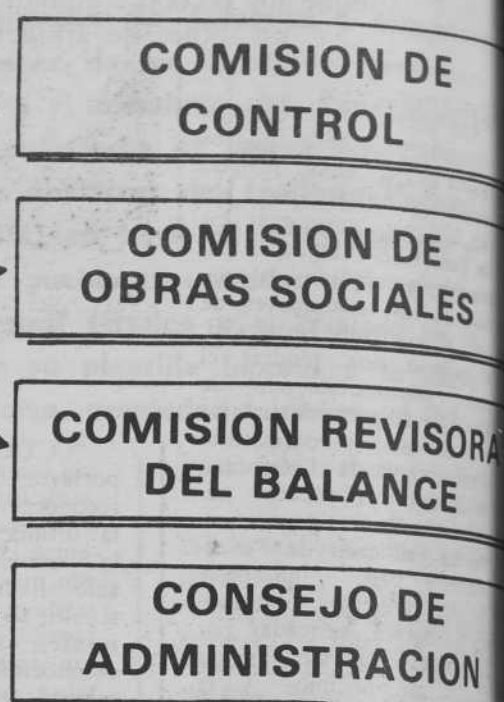 COMISION DE
CONTROL
COMISION DE
OBRAS SOCIALES
COMISION REVISORA
DEL BALANCE
CONSEJO DE
ADMINISTRACION